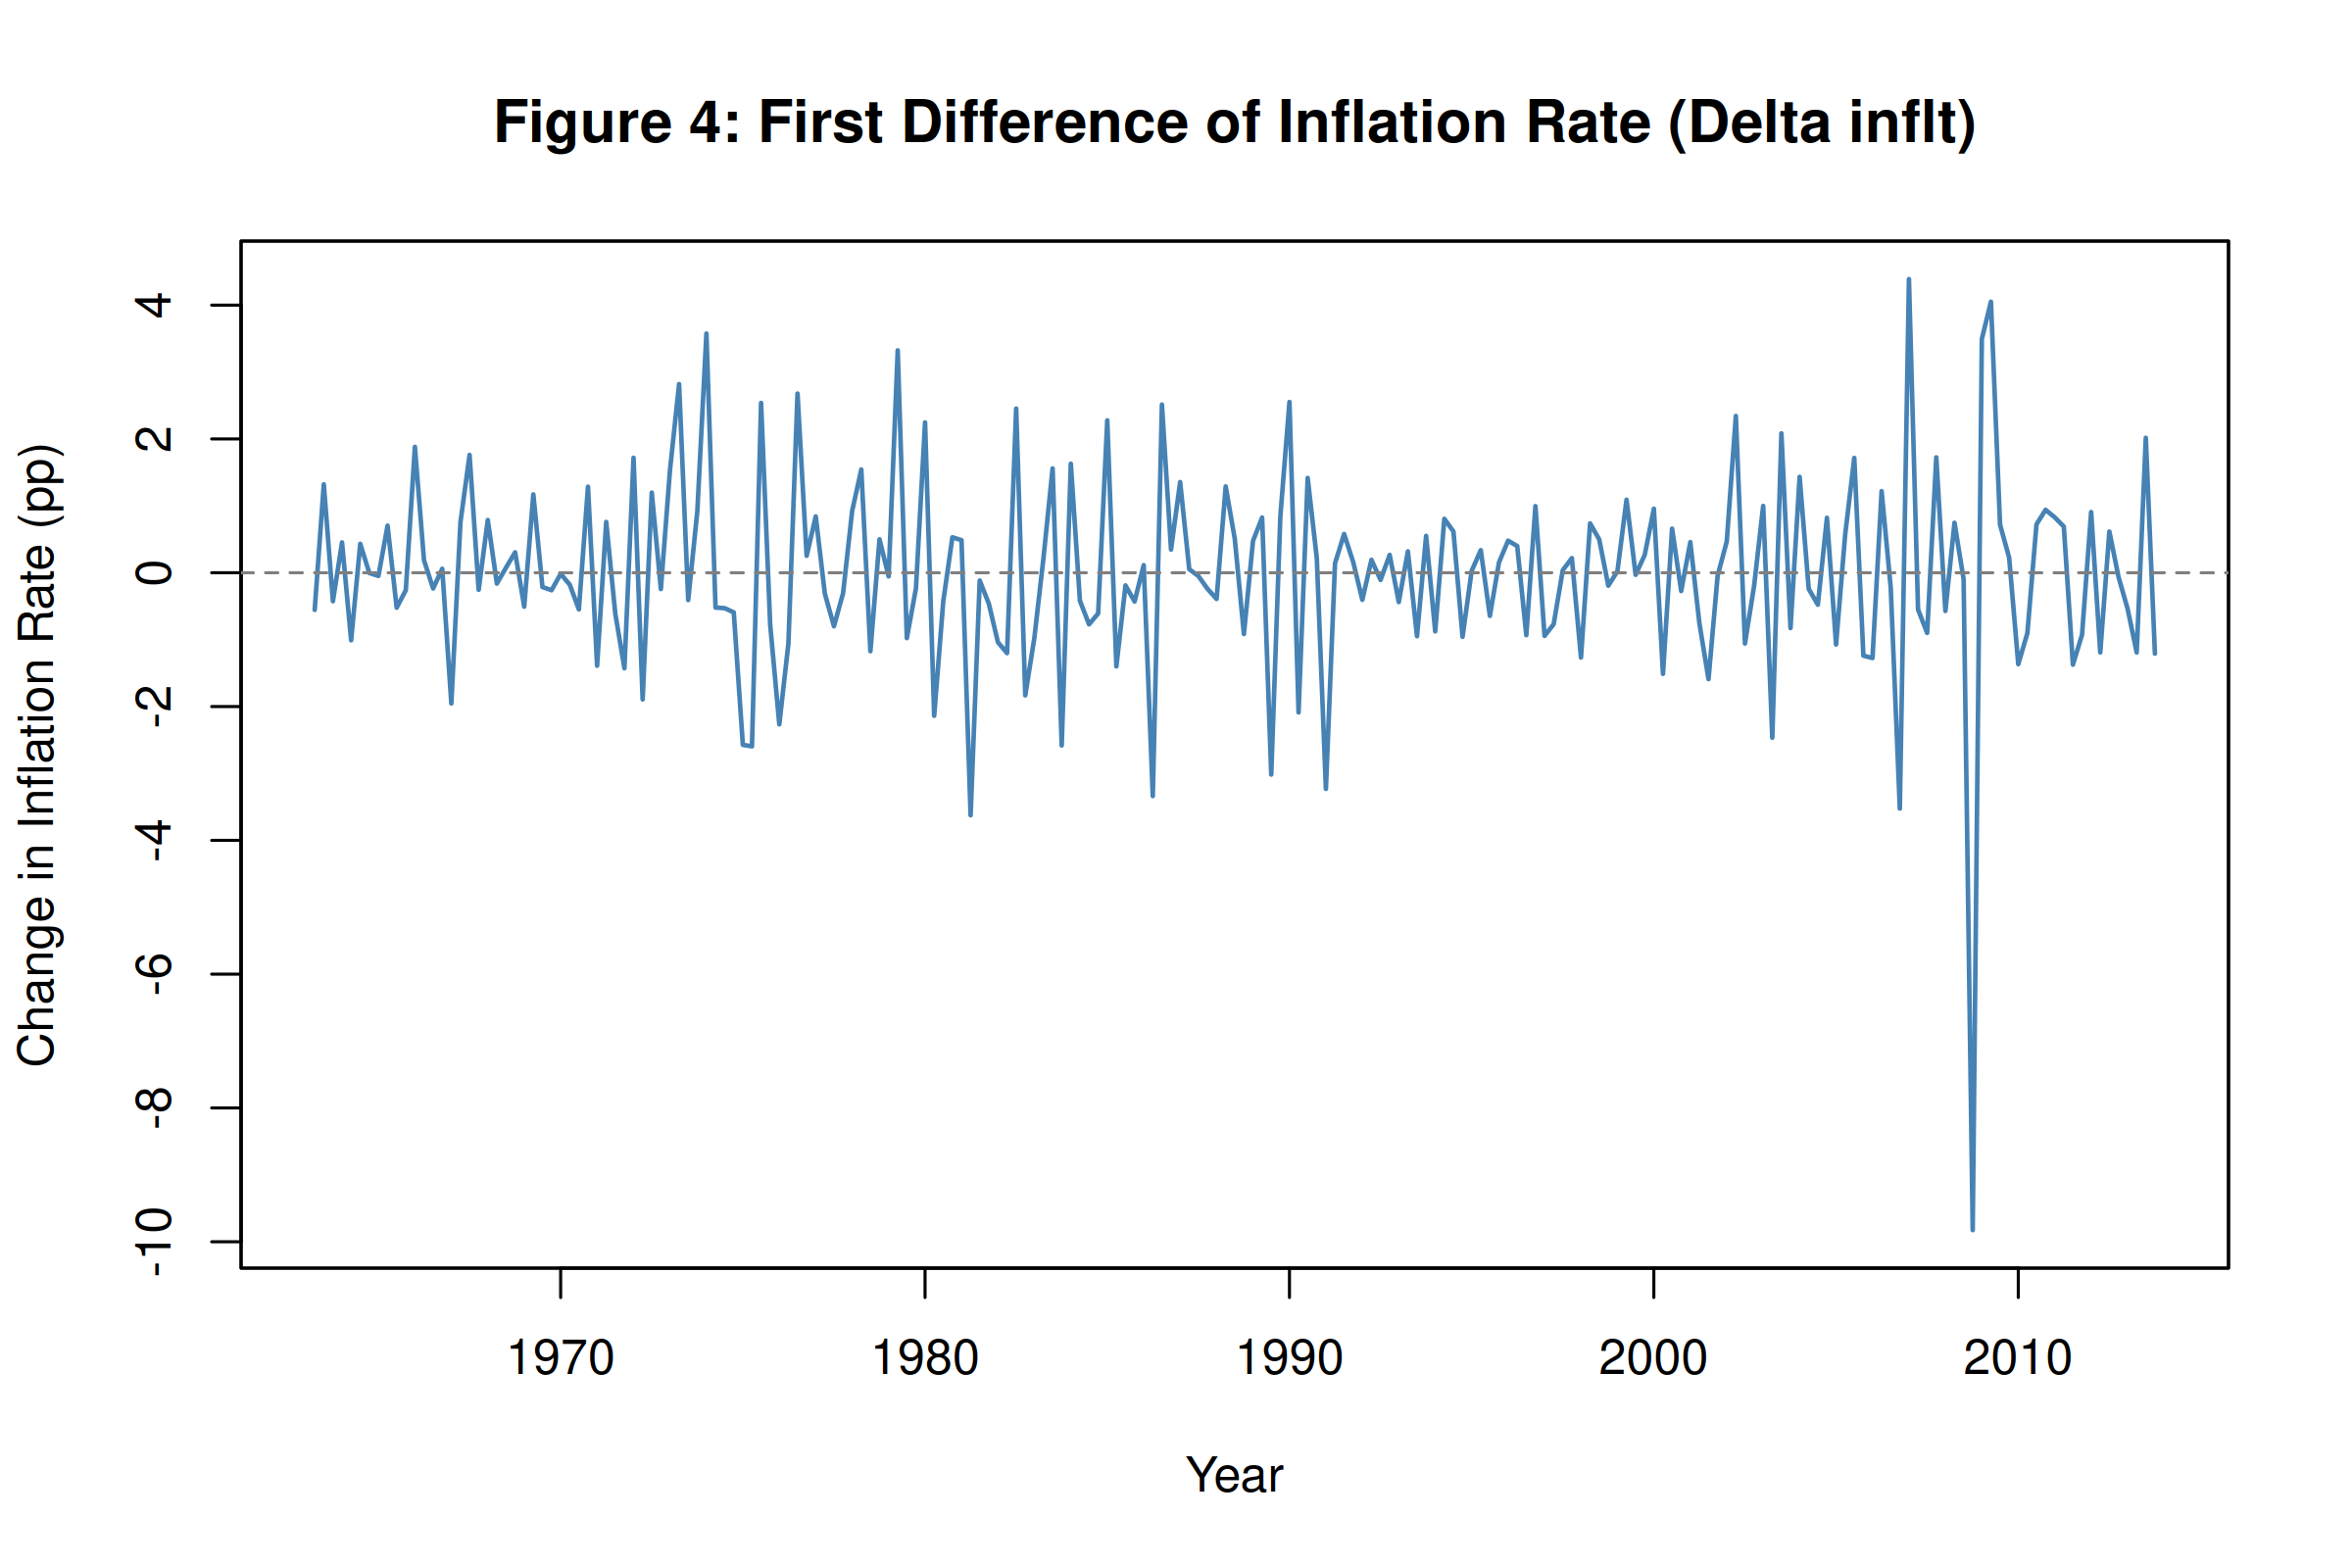 Figure 4: First Difference of Inflation Rate (Delta inflt)
Change in Inflation Rate (pp)
4
2
0
-2
-4
-6
-8
-10
1970 1980 1990 2000 2010
Year